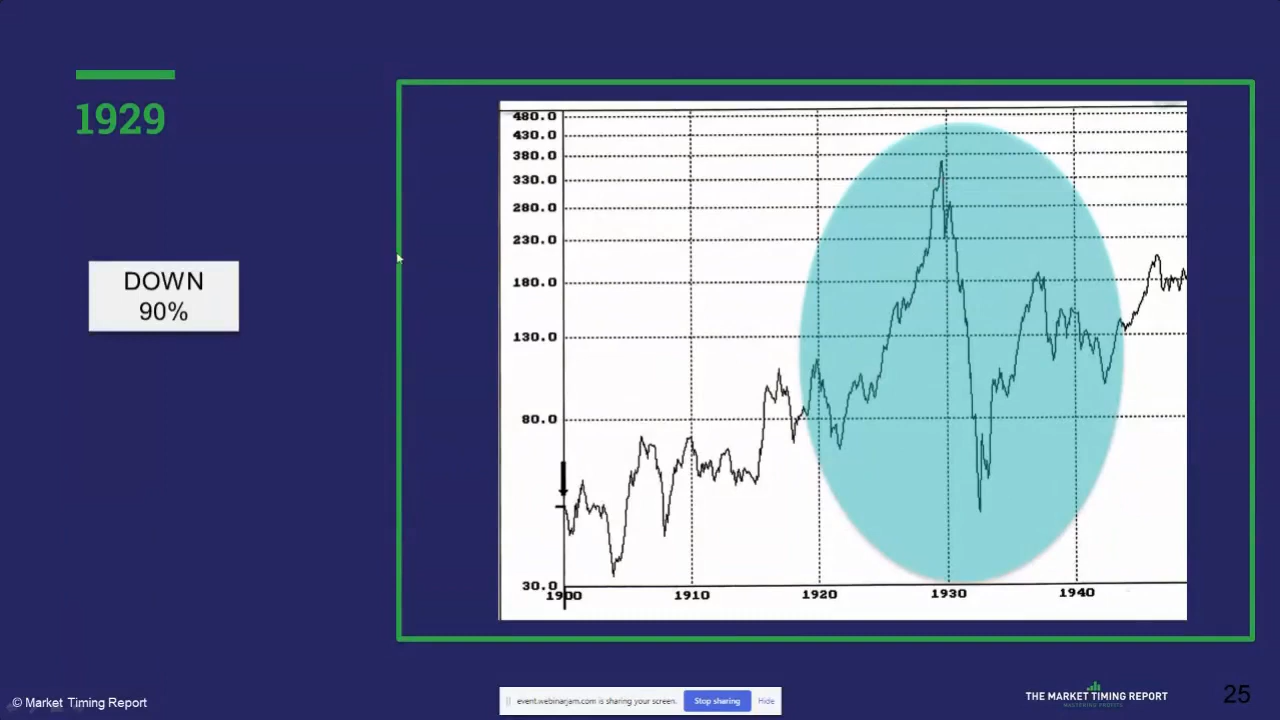 1929
DOWN
90%
480.0
430.0
380.0
330.0
280.0
230.0
180.0
130.0
80.0
30.0
1900 1910 1920 1930 1940
© Market Timing Report
event.webinarjam.com is sharing your screen. Stop sharing Hide
THE MARKET TIMING REPORT
MASTERING PROFITS
25